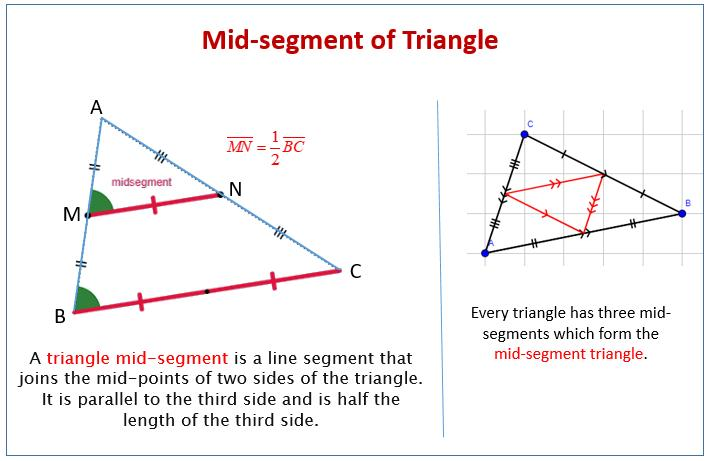 Mid-segment of Triangle
A
MN = 1/2 BC
midsegment
M
N
B
C
A triangle mid-segment is a line segment that
joins the mid-points of two sides of the triangle.
It is parallel to the third side and is half the
length of the third side.
C
B
A
Every triangle has three mid-
segments which form the
mid-segment triangle.